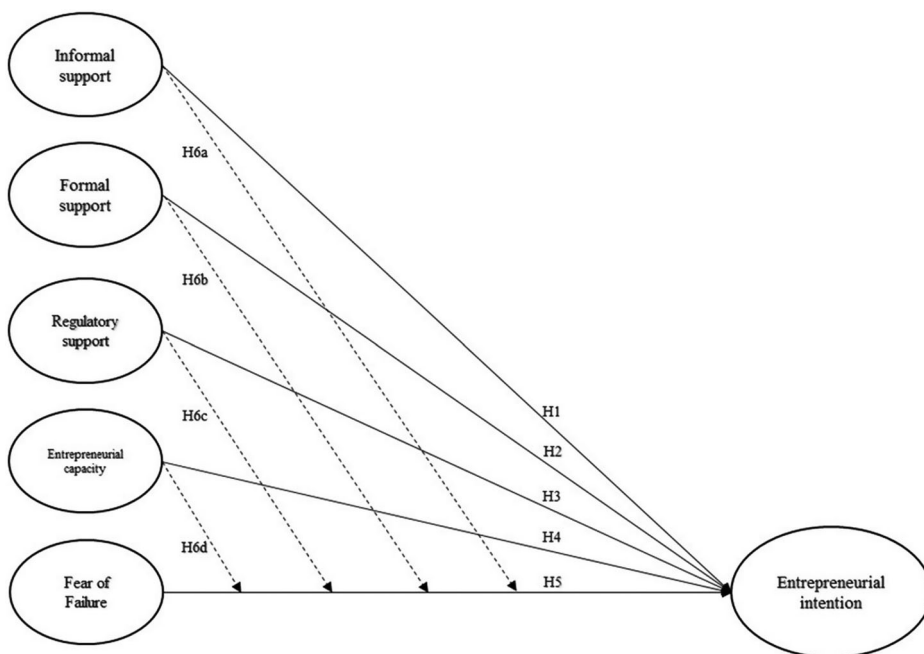 Informal
support
H6a
Formal
support
H6b
Regulatory
support
H1
H6c
H2
Entrepreneurial
capacity
H3
H4
H6d
Fear of
Failure
H5
Entrepreneurial
intention